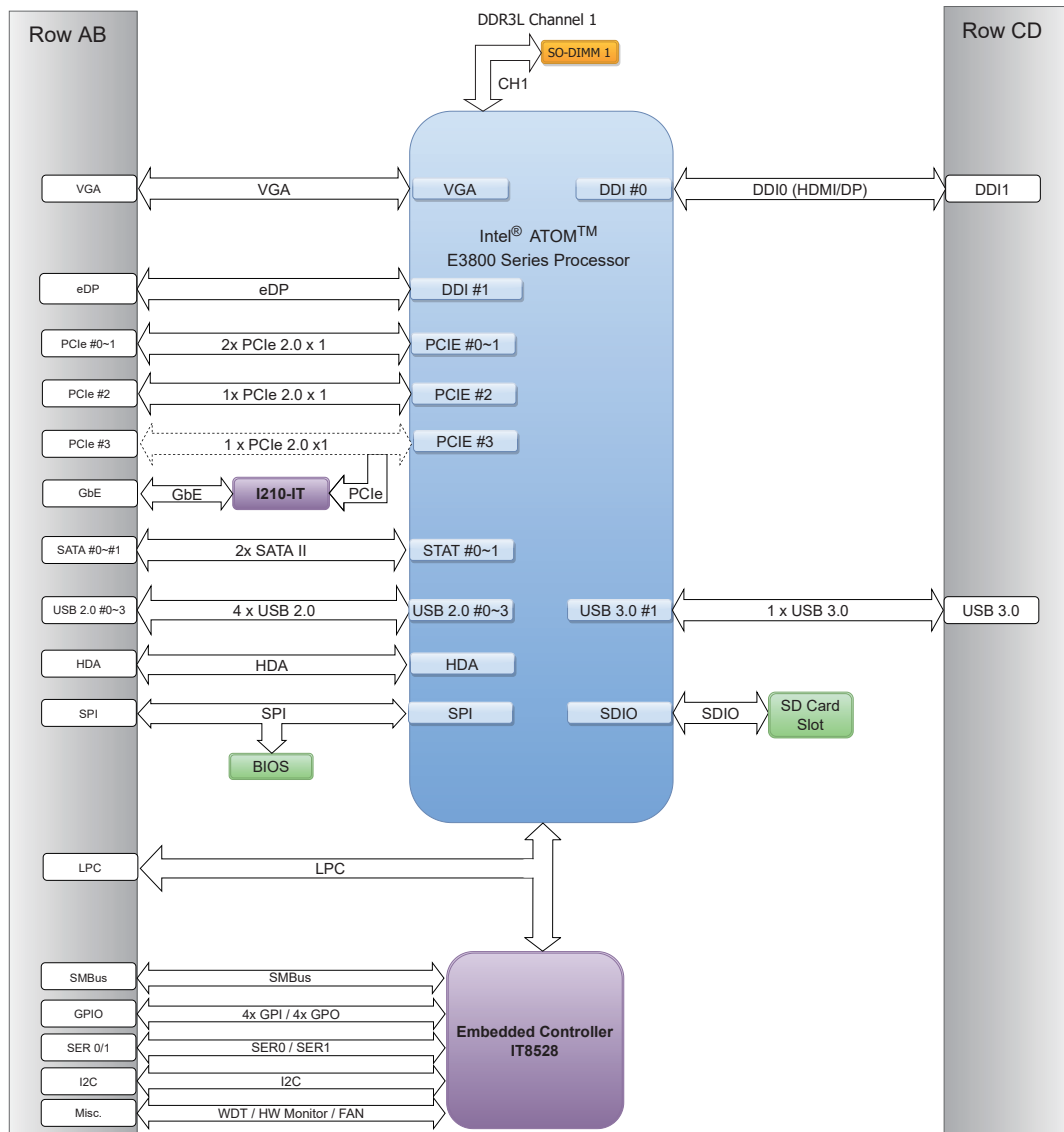 DDR3L Channel 1
Row AB
Row CD
SO-DIMM 1
CH1
VGA
VGA
VGA
DDI #0
DDI0 (HDMI/DP)
DDI1
Intel® ATOM™
E3800 Series Processor
eDP
eDP
DDI #1
PCIe #0~1
2x PCIe 2.0 x 1
PCIE #0~1
PCIe #2
1x PCIe 2.0 x 1
PCIE #2
PCIe #3
1 x PCIe 2.0 x1
PCIE #3
GbE
GbE
I210-IT
PCIe
SATA #0~#1
2x SATA II
STAT #0~1
USB 2.0 #0~3
4 x USB 2.0
USB 2.0 #0~3
USB 3.0 #1
1 x USB 3.0
USB 3.0
HDA
HDA
HDA
SPI
SPI
SPI
SDIO
SDIO
SD Card
Slot
BIOS
LPC
LPC
SMBus
SMBus
GPIO
4x GPI / 4x GPO
Embedded Controller
IT8528
SER 0/1
SER0 / SER1
I2C
I2C
Misc.
WDT / HW Monitor / FAN